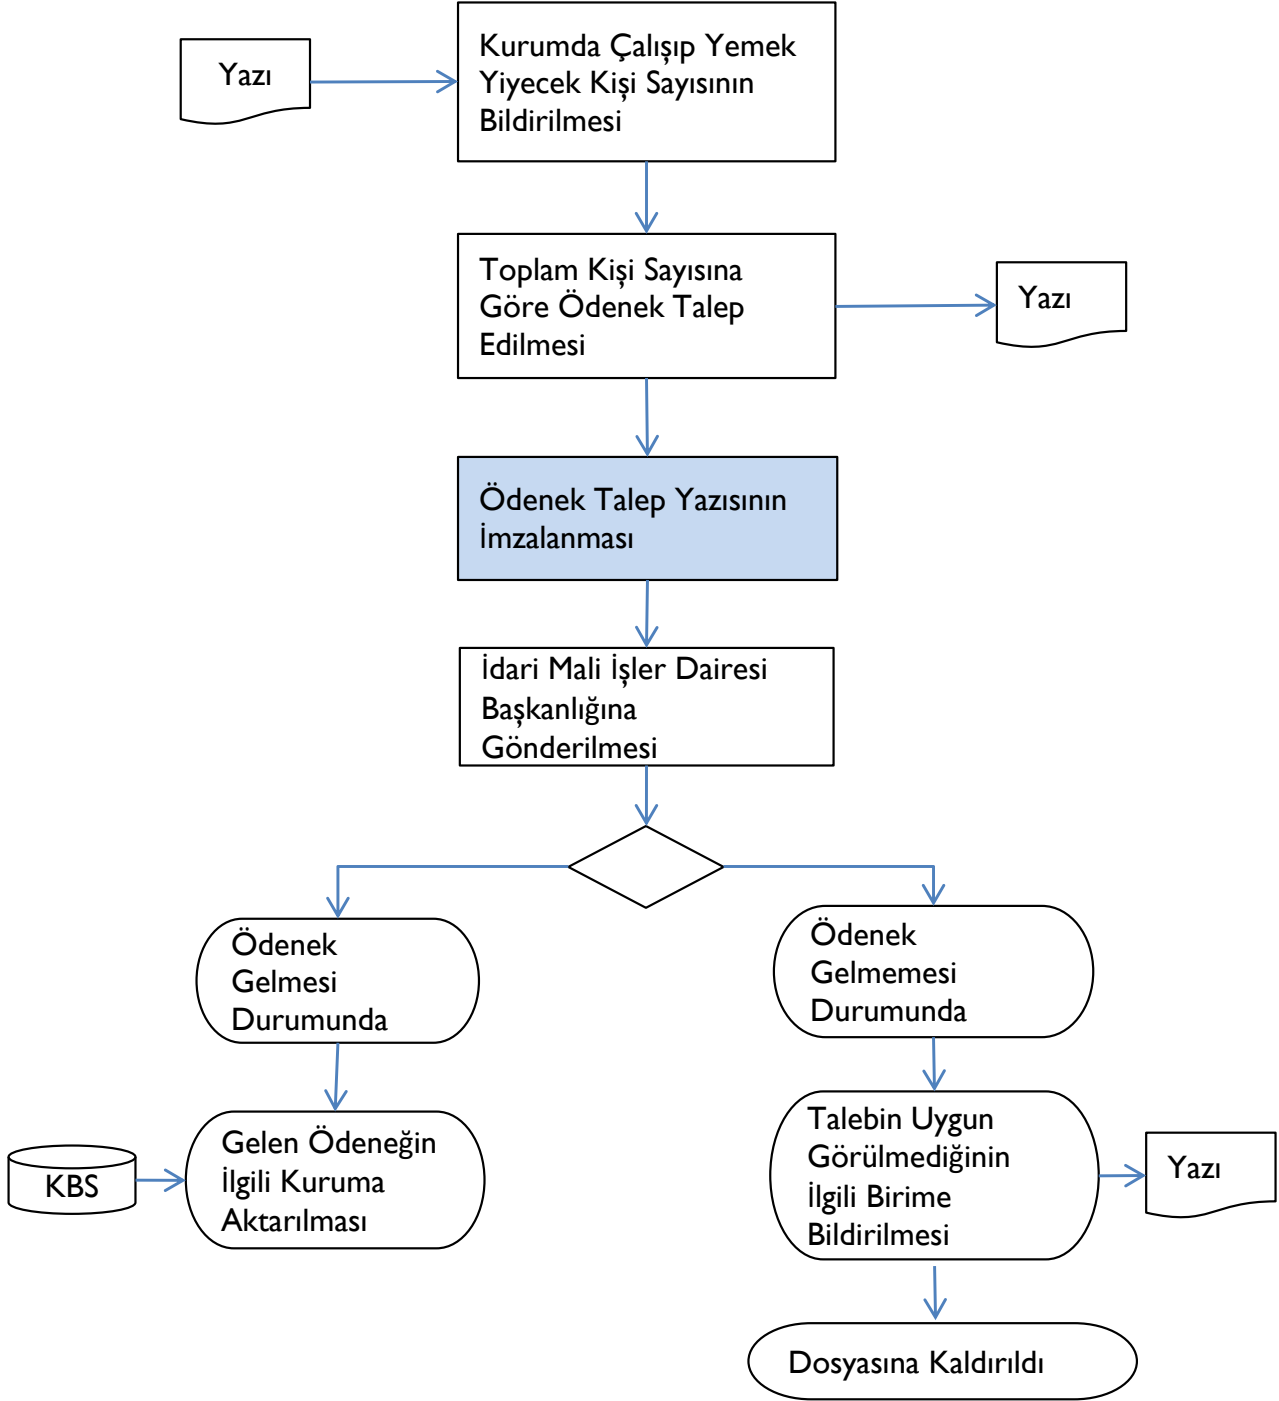 Yazı
Kurumda Çalışıp Yemek
Yiyecek Kişi Sayısının
Bildirilmesi
Toplam Kişi Sayısına
Göre Ödenek Talep
Edilmesi
Yazı
Ödenek Talep Yazısının
İmzalanması
İdari Mali İşler Dairesi
Başkanlığına
Gönderilmesi
Ödenek
Gelmesi
Durumunda
Ödenek
Gelmemesi
Durumunda
KBS
Gelen Ödeneğin
İlgili Kuruma
Aktarılması
Talebin Uygun
Görülmediğinin
İlgili Birime
Bildirilmesi
Yazı
Dosyasına Kaldırıldı